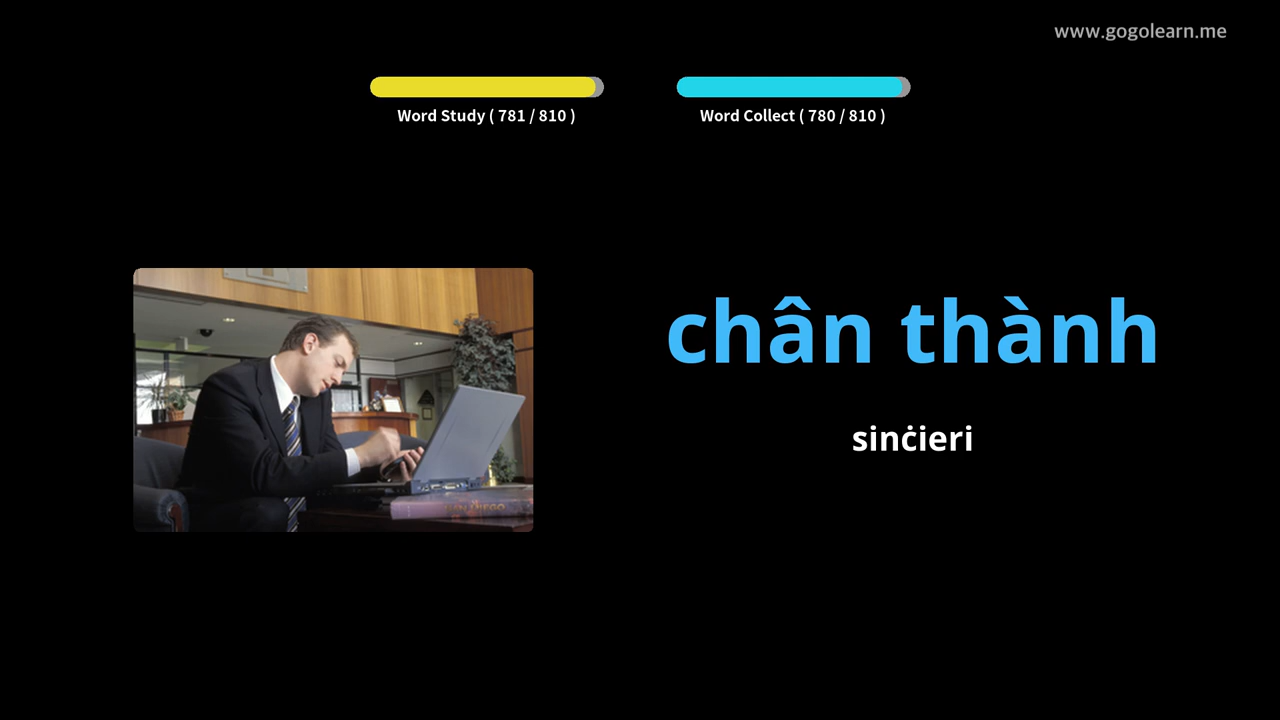 www.gogolearn.me
Word Study ( 781 / 810 )
Word Collect ( 780 / 810 )
chân thành
sinċieri